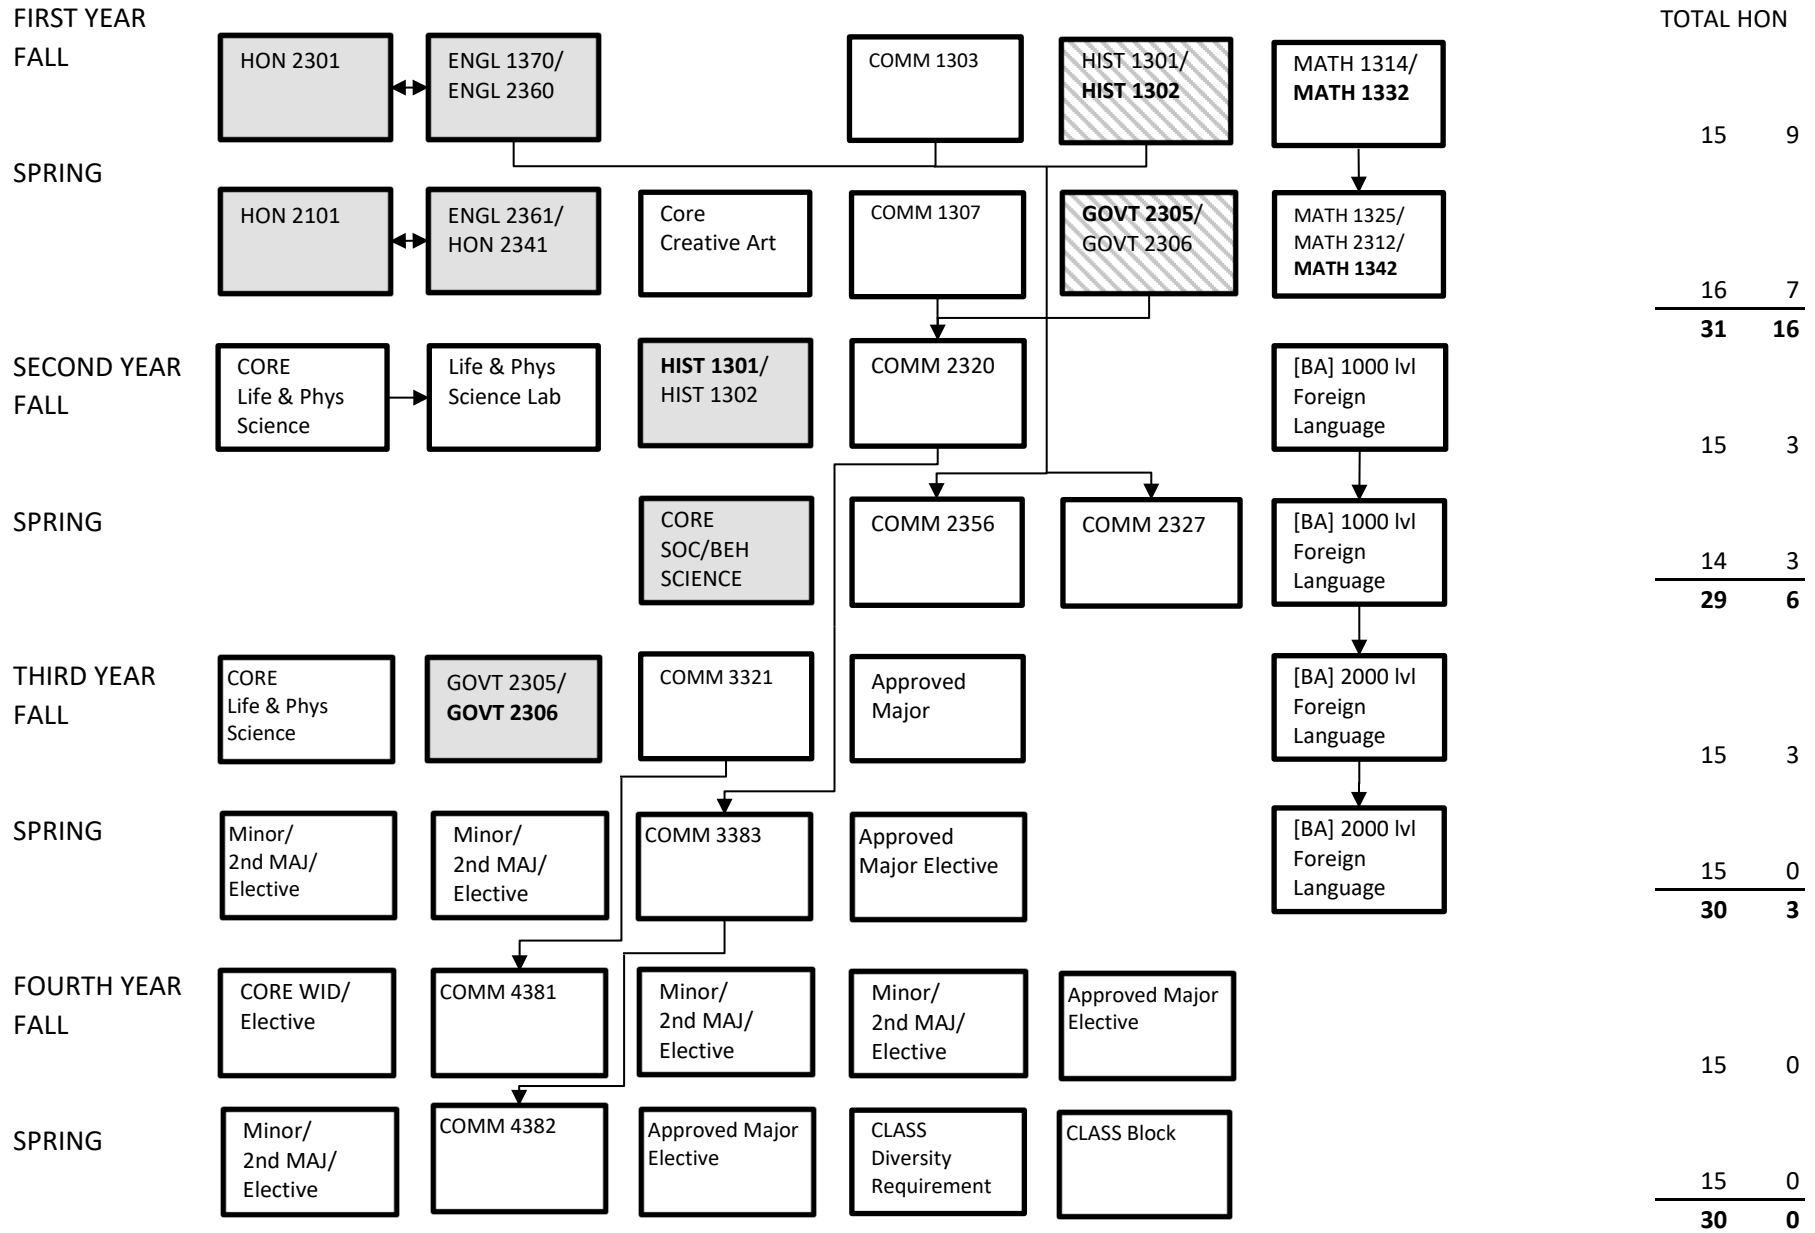 FIRST YEAR
TOTAL HON
FALL
HON 2301
ENGL 1370/
ENGL 2360
COMM 1303
HIST 1301/
HIST 1302
MATH 1314/
MATH 1332
15 9
SPRING
HON 2101
ENGL 2361/
HON 2341
Core
Creative Art
COMM 1307
GOVT 2305/
GOVT 2306
MATH 1325/
MATH 2312/
MATH 1342
16 7
31 16
SECOND YEAR
FALL
CORE
Life & Phys
Science
Life & Phys
Science Lab
HIST 1301/
HIST 1302
COMM 2320
[BA] 1000 lvl
Foreign
Language
15 3
SPRING
CORE
SOC/BEH
SCIENCE
COMM 2356
COMM 2327
[BA] 1000 lvl
Foreign
Language
14 3
29 6
THIRD YEAR
FALL
CORE
Life & Phys
Science
GOVT 2305/
GOVT 2306
COMM 3321
Approved
Major
[BA] 2000 lvl
Foreign
Language
15 3
SPRING
Minor/
2nd MAJ/
Elective
Minor/
2nd MAJ/
Elective
COMM 3383
Approved
Major Elective
[BA] 2000 lvl
Foreign
Language
15 0
30 3
FOURTH YEAR
FALL
CORE WID/
Elective
COMM 4381
Minor/
2nd MAJ/
Elective
Minor/
2nd MAJ/
Elective
Approved Major
Elective
15 0
SPRING
Minor/
2nd MAJ/
Elective
COMM 4382
Approved Major
Elective
CLASS
Diversity
Requirement
CLASS Block
15 0
30 0